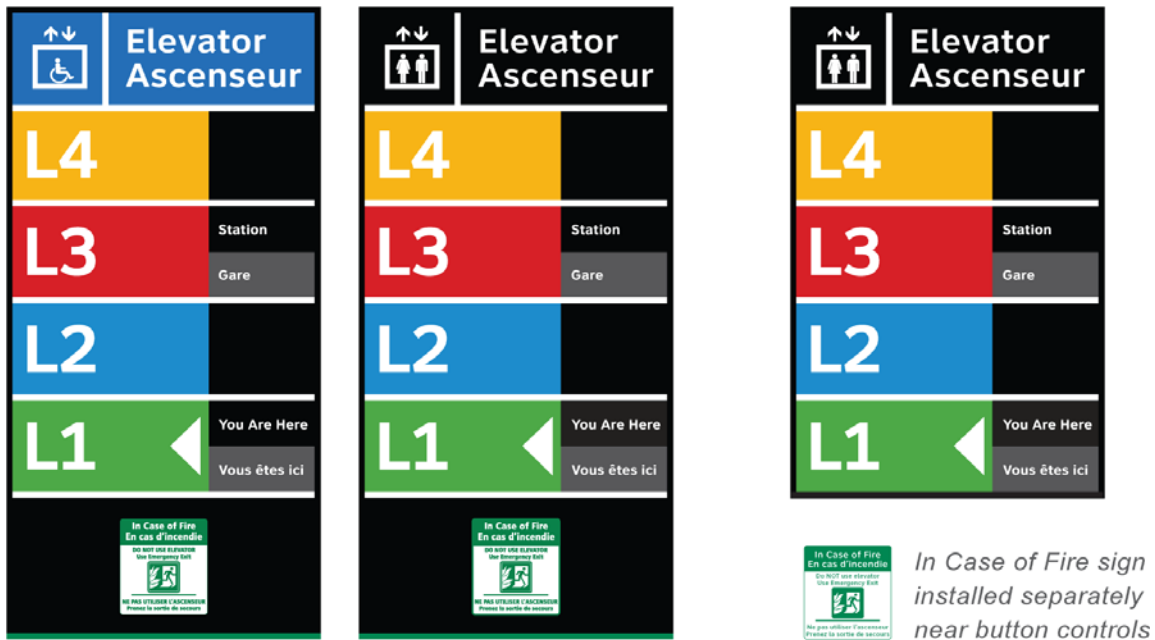 Elevator
Ascenseur
L4
L3
Station
Gare
L2
L1
You Are Here
Vous êtes ici
In Case of Fire
En cas d'incendie
DO NOT USE ELEVATOR
Use Emergency Exit
NE PAS UTILISER L'ASCENSEUR
Prenez la sortie de secours
Elevator
Ascenseur
L4
L3
Station
Gare
L2
L1
You Are Here
Vous êtes ici
In Case of Fire
En cas d'incendie
DO NOT USE ELEVATOR
Use Emergency Exit
NE PAS UTILISER L'ASCENSEUR
Prenez la sortie de secours
Elevator
Ascenseur
L4
L3
Station
Gare
L2
L1
You Are Here
Vous êtes ici
In Case of Fire
En cas d'incendie
Do NOT use elevator
Use Emergency Exit
Ne pas utiliser l'ascenseur
Prenez la sortie de secours
In Case of Fire sign
installed separately
near button controls